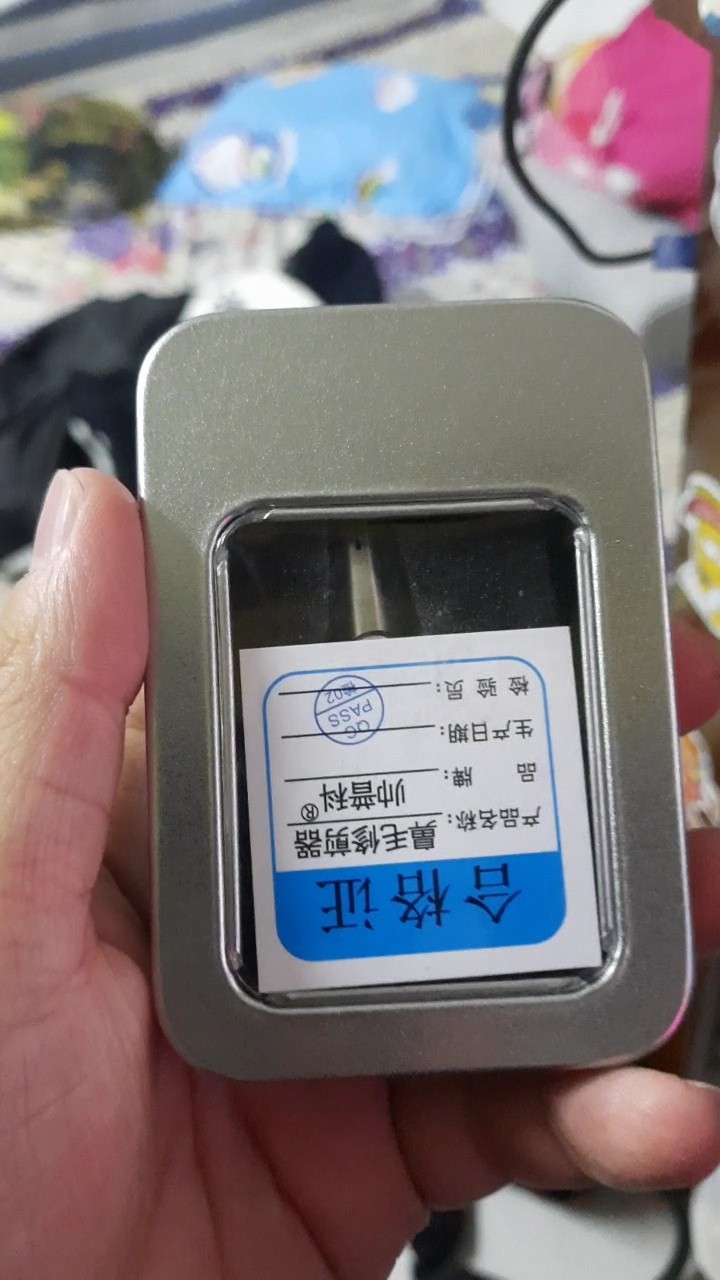 合格证
产品名称：鼻毛修剪器
品牌：帅普科®
生产日期：
检验员：
QC
PASS
检02